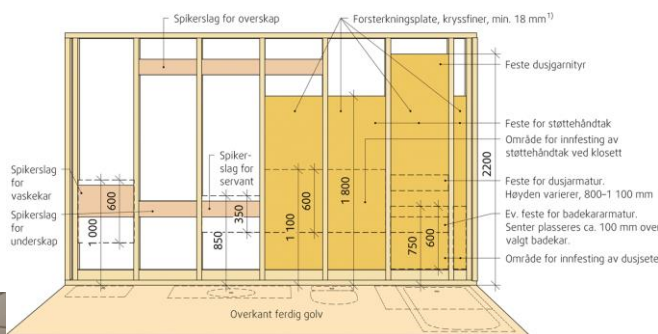 Spikerslag for overskap
Forsterkningsplate, kryssfiner, min. 18 mm¹⁾
Feste dusjgarnityr
Feste for støttehåndtak
Område for innfesting av
støttehåndtak ved klosett
2200
Spikerslag
for
vaskekar
600
1 000
Spikerslag
for
underskap
Spiker-
slag for
servant
350
850
600
1 100
1 800
Feste for dusjarmatur.
Høyden varierer, 800–1 100 mm
Ev. feste for badekararmatur.
Senter plasseres ca. 100 mm over
valgt badekar.
750
600
Område for innfesting av dusjsete
Overkant ferdig golv